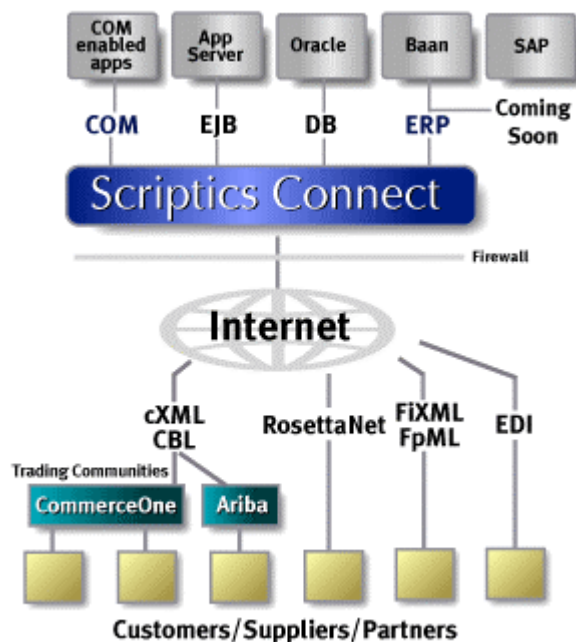 COM
enabled
apps
App
Server
Oracle
Baan
SAP
COM
EJB
DB
ERP
Coming
Soon
Scriptics Connect
Firewall
Internet
cXML
CBL
RosettaNet
FiXML
FpML
EDI
Trading Communities
CommerceOne
Ariba
Customers/Suppliers/Partners